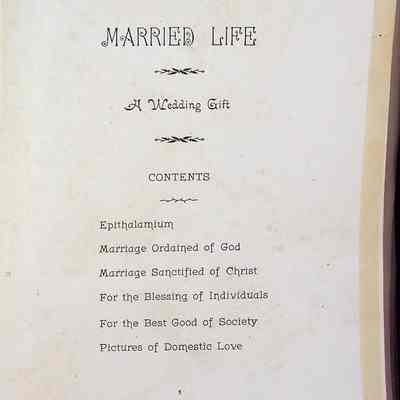 MARRIED LIFE
A Wedding Gift
CONTENTS
Epithalamium
Marriage Ordained of God
Marriage Sanctified of Christ
For the Blessing of Individuals
For the Best Good of Society
Pictures of Domestic Love